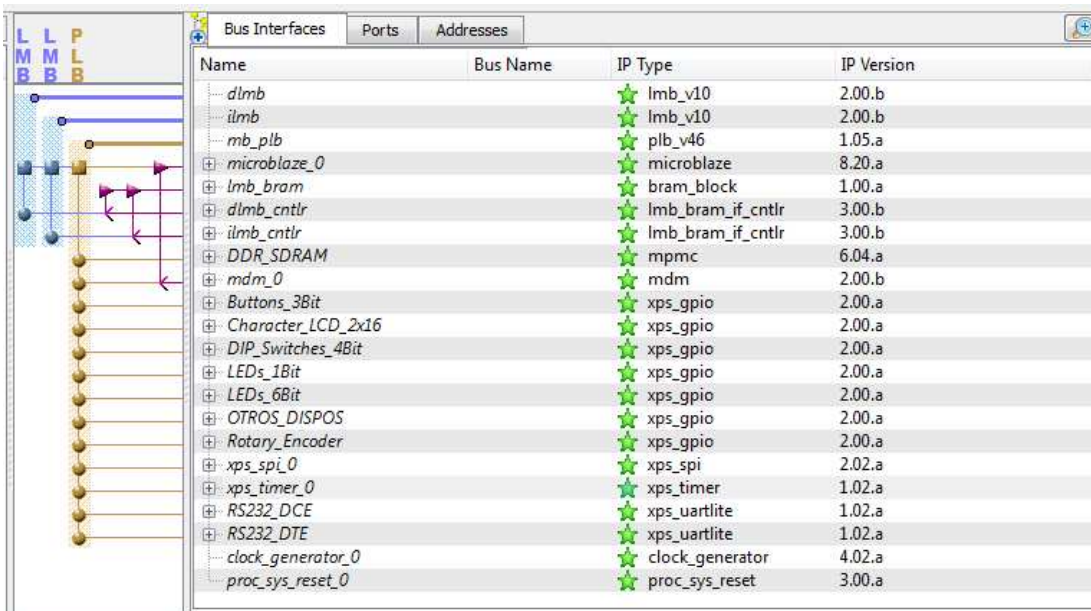 L L P
M M L
B B B
Bus Interfaces Ports Addresses
Name Bus Name IP Type IP Version
dlmb lmb_v10 2.00.b
ilmb lmb_v10 2.00.b
mb_plb plb_v46 1.05.a
microblaze_0 microblaze 8.20.a
lmb_bram bram_block 1.00.a
dlmb_cntlr lmb_bram_if_cntlr 3.00.b
ilmb_cntlr lmb_bram_if_cntlr 3.00.b
DDR_SDRAM mpmc 6.04.a
mdm_0 mdm 2.00.b
Buttons_3Bit xps_gpio 2.00.a
Character_LCD_2x16 xps_gpio 2.00.a
DIP_Switches_4Bit xps_gpio 2.00.a
LEDs_1Bit xps_gpio 2.00.a
LEDs_6Bit xps_gpio 2.00.a
OTROS_DISPOS xps_gpio 2.00.a
Rotary_Encoder xps_gpio 2.00.a
xps_spi_0 xps_spi 2.02.a
xps_timer_0 xps_timer 1.02.a
RS232_DCE xps_uartlite 1.02.a
RS232_DTE xps_uartlite 1.02.a
clock_generator_0 clock_generator 4.02.a
proc_sys_reset_0 proc_sys_reset 3.00.a